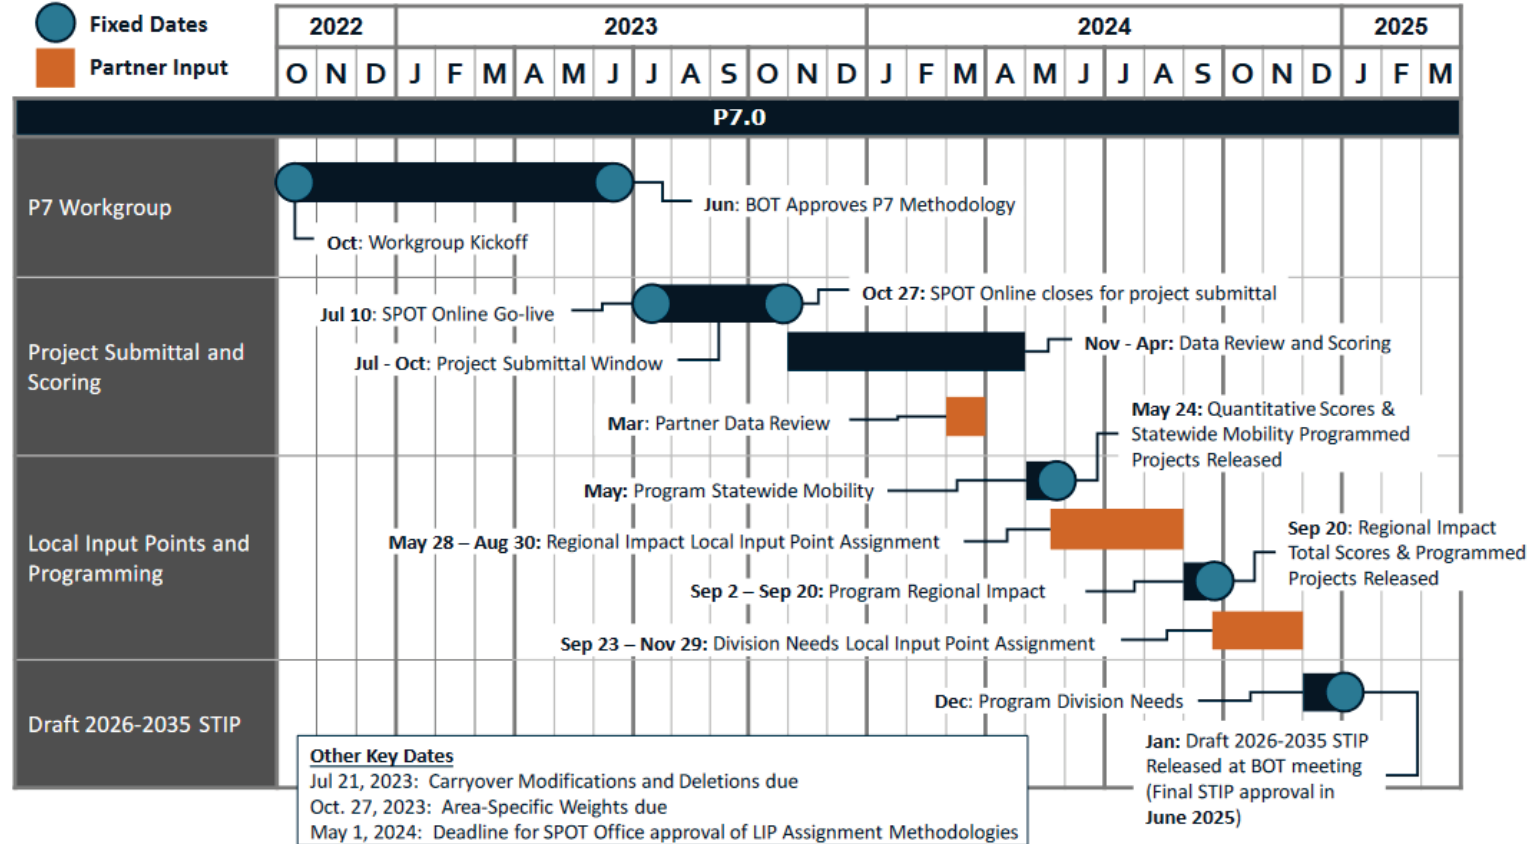 Fixed Dates
Partner Input
2022 2023 2024 2025
O N D J F M A M J J A S O N D J F M A M J J A S O N D J F M
P7.0
P7 Workgroup
Jun: BOT Approves P7 Methodology
Oct: Workgroup Kickoff
Project Submittal and
Scoring
Oct 27: SPOT Online closes for project submittal
Jul 10: SPOT Online Go-live
Nov - Apr: Data Review and Scoring
Jul - Oct: Project Submittal Window
Mar: Partner Data Review
May 24: Quantitative Scores &
Statewide Mobility Programmed
Projects Released
Local Input Points and
Programming
May: Program Statewide Mobility
May 28 – Aug 30: Regional Impact Local Input Point Assignment
Sep 20: Regional Impact
Total Scores & Programmed
Projects Released
Sep 2 – Sep 20: Program Regional Impact
Sep 23 – Nov 29: Division Needs Local Input Point Assignment
Draft 2026-2035 STIP
Dec: Program Division Needs
Jan: Draft 2026-2035 STIP
Released at BOT meeting
(Final STIP approval in
June 2025)
Other Key Dates
Jul 21, 2023: Carryover Modifications and Deletions due
Oct. 27, 2023: Area-Specific Weights due
May 1, 2024: Deadline for SPOT Office approval of LIP Assignment Methodologies